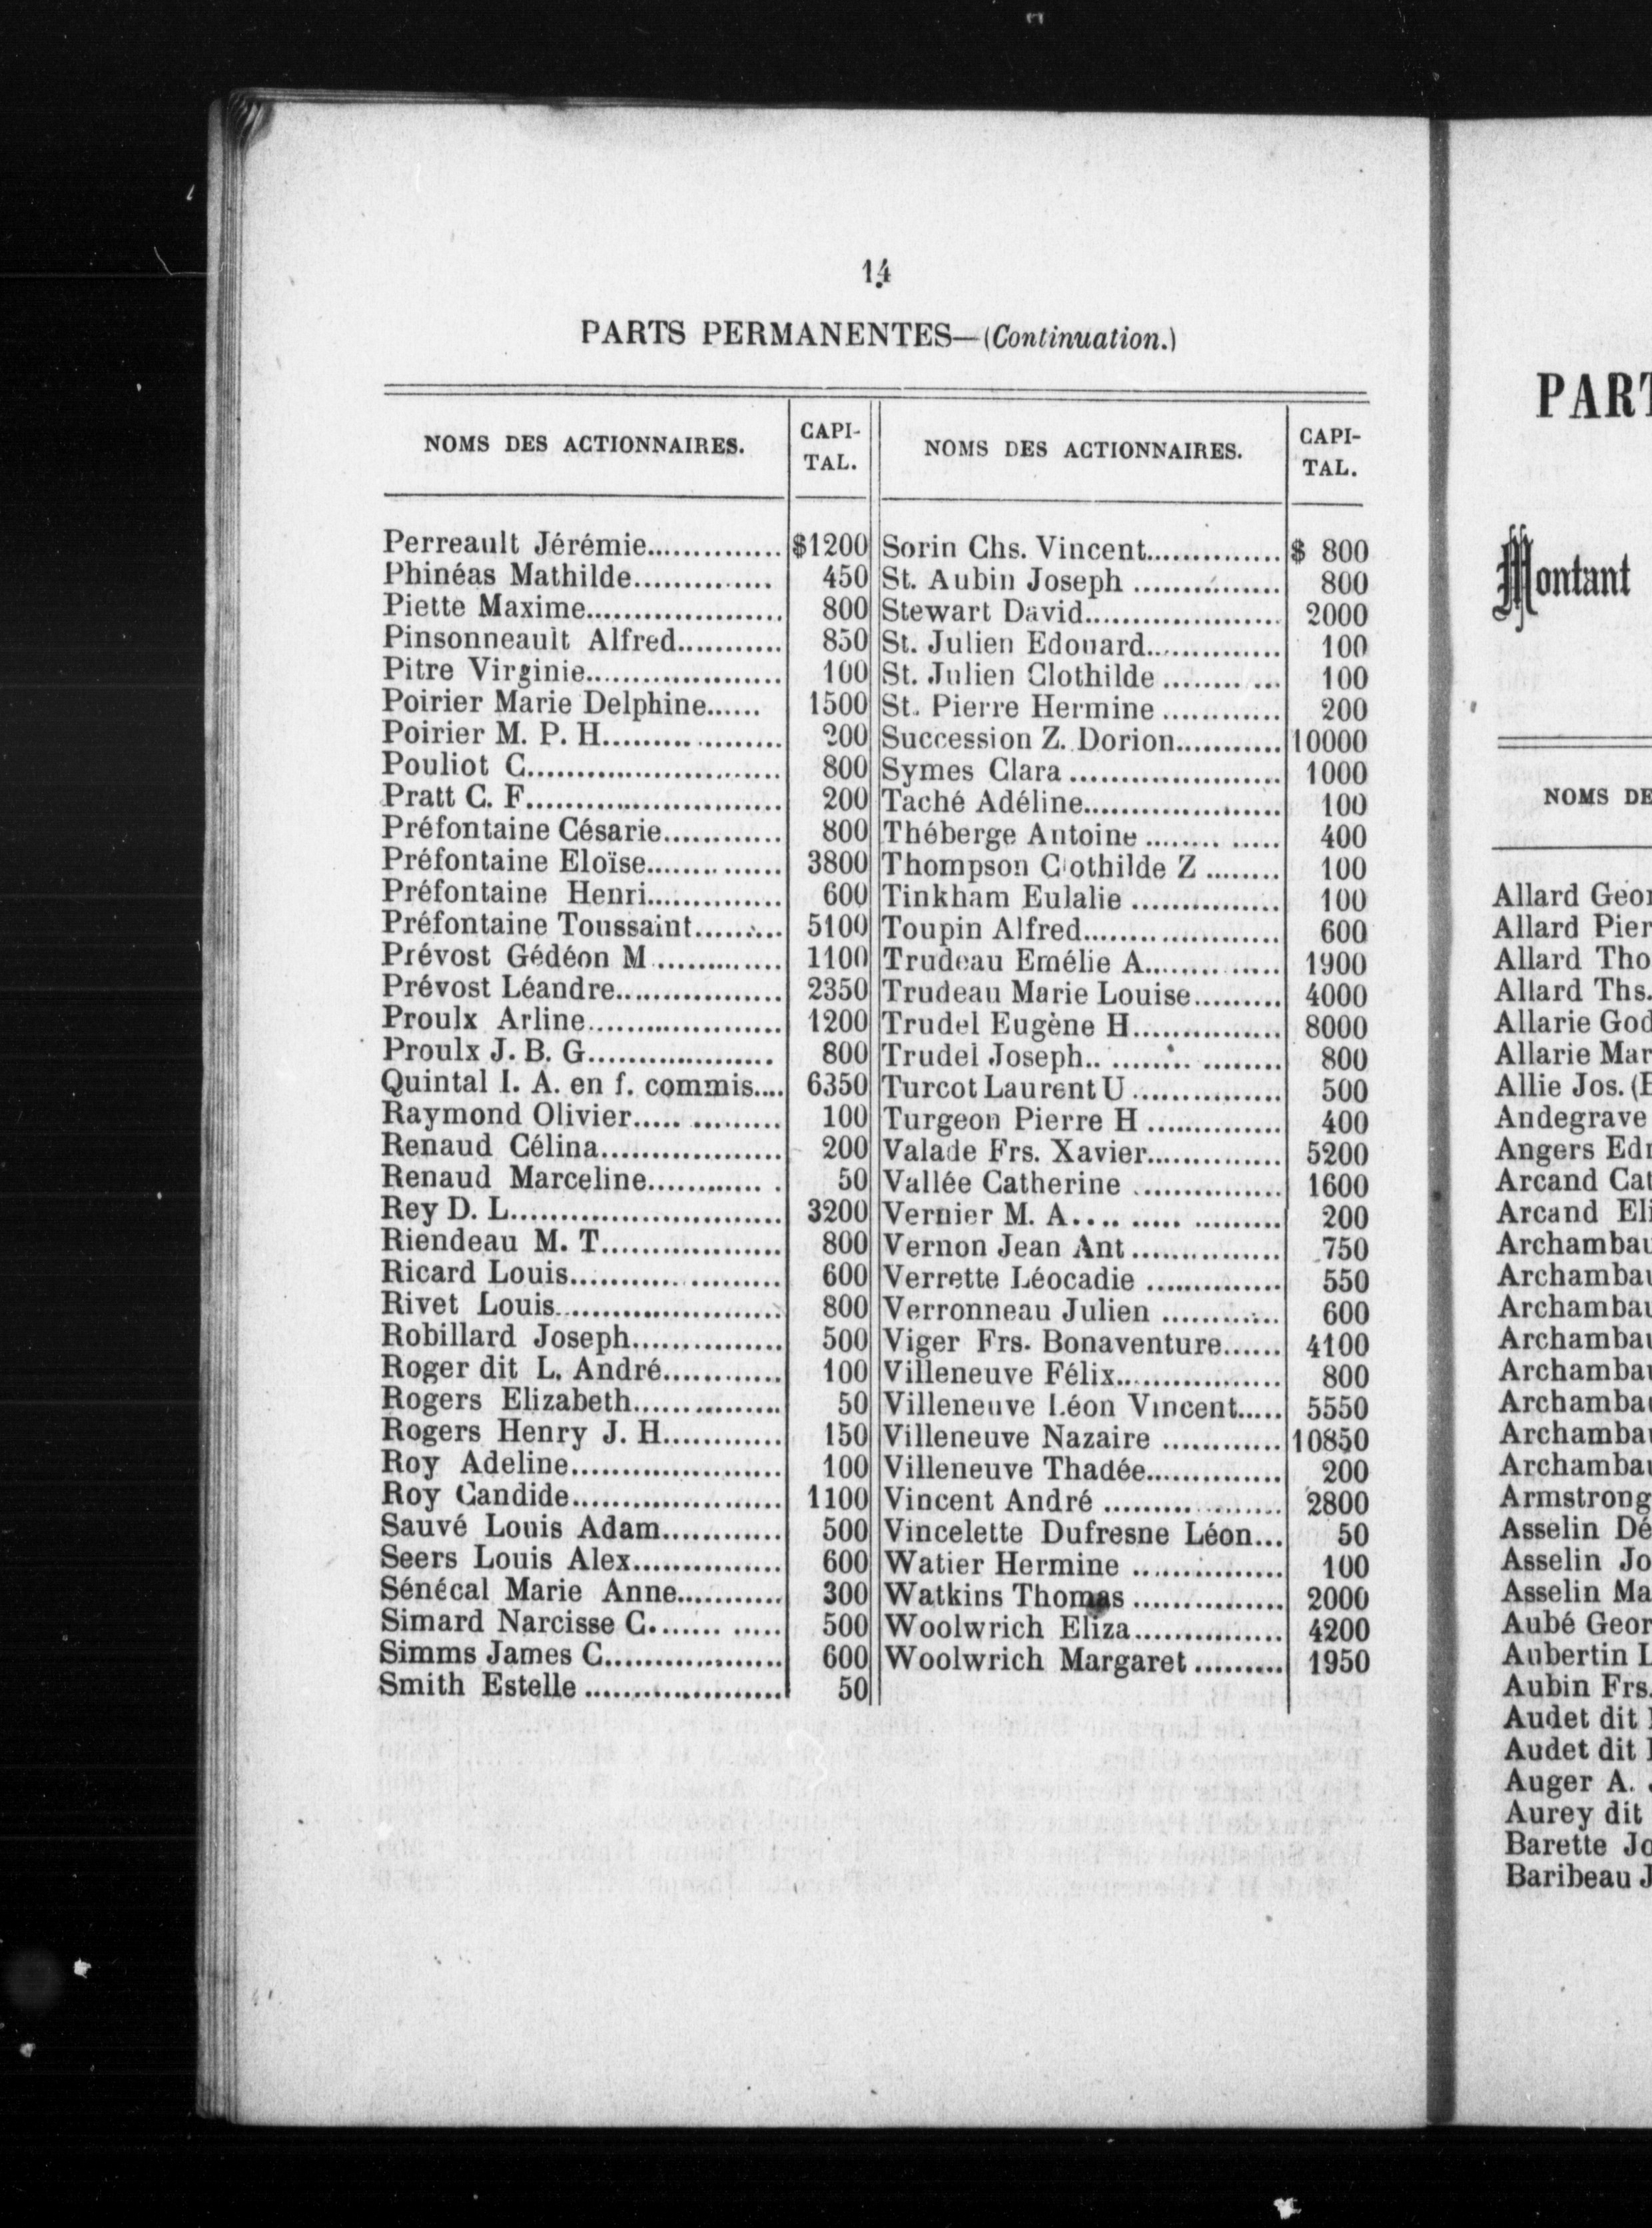 14
PARTS PERMANENTES—(Continuation.)
NOMS DES ACTIONNAIRES.
CAPI-
TAL.
Perreault Jérémie.............. $1200
Phinéas Mathilde.............. 450
Piette Maxime..................... 800
Pinsonneault Alfred........... 850
Pitre Virginie..................... 100
Poirier Marie Delphine...... 1500
Poirier M. P. H................... 200
Pouliot C.......................... 800
Pratt C. F.......................... 200
Préfontaine Césarie............ 800
Préfontaine Eloïse.............. 3800
Préfontaine Henri.............. 600
Préfontaine Toussaint......... 5100
Prévost Gédéon M ............. 1100
Prévost Léandre................. 2350
Proulx Arline.................... 1200
Proulx J. B. G................... 800
Quintal I. A. en f. commis.... 6350
Raymond Olivier..... ......... 100
Renaud Célina................... 200
Renaud Marceline............ . 50
Rey D. L............................ 3200
Riendeau M. T................... 800
Ricard Louis............ ......... 600
Rivet Louis........................ 800
Robillard Joseph................ 500
Roger dit L. André............ 100
Rogers Elizabeth............... 50
Rogers Henry J. H............ 150
Roy Adeline...................... 100
Roy Candide...................... 1100
Sauvé Louis Adam............ 500
Seers Louis Alex................ 600
Sénécal Marie Anne........... 300
Simard Narcisse C....... ..... 500
Simms James C.................. 600
Smith Estelle ..................... 50
NOMS DES ACTIONNAIRES.
CAPI-
TAL.
Sorin Chs. Vincent.............. $ 800
St. Aubin Joseph ............... 800
Stewart David.................... 2000
St. Julien Edouard.............. 100
St. Julien Clothilde ........ ... 100
St. Pierre Hermine ............ 200
Succession Z. Dorion........... 10000
Symes Clara ...................... 1000
Taché Adéline.................... 100
Théberge Antoine ........ ..... 400
Thompson Clothilde Z ........ 100
Tinkham Eulalie ............... 100
Toupin Alfred.................... 600
Trudeau Emélie A.............. 1900
Trudeau Marie Louise......... 4000
Trudel Eugène H............... 8000
Trudel Joseph.. ........ ........ 800
Turcot Laurent U ............... 500
Turgeon Pierre H .............. 400
Valade Frs. Xavier.............. 5200
Vallée Catherine ............... 1600
Vernier M. A.... ..... ......... 200
Vernon Jean Ant ............... 750
Verrette Léocadie .............. 550
Verronneau Julien ............ 600
Viger Frs. Bonaventure...... 4100
Villeneuve Félix................. 800
Villeneuve Léon Vincent..... 5550
Villeneuve Nazaire ............ 10850
Villeneuve Thadée.............. 200
Vincent André .................. 2800
Vincelette Dufresne Léon... 50
Watier Hermine ................ 100
Watkins Thomas ............... 2000
Woolwrich Eliza................ 4200
Woolwrich Margaret ......... 1950
PART
Montant
NOMS DE
Allard Geor
Allard Pier
Allard Tho
Allard Ths.
Allarie God
Allarie Mar
Allie Jos. (E
Andegrave
Angers Edr
Arcand Cat
Arcand Eli
Archambau
Archambau
Archambau
Archambau
Archambau
Archambau
Archambau
Archambau
Armstrong
Asselin Dé
Asselin Jo
Asselin Ma
Aubé Geor
Aubertin L
Aubin Frs.
Audet dit
Audet dit
Auger A.
Aurey dit
Barette Jo
Baribeau J